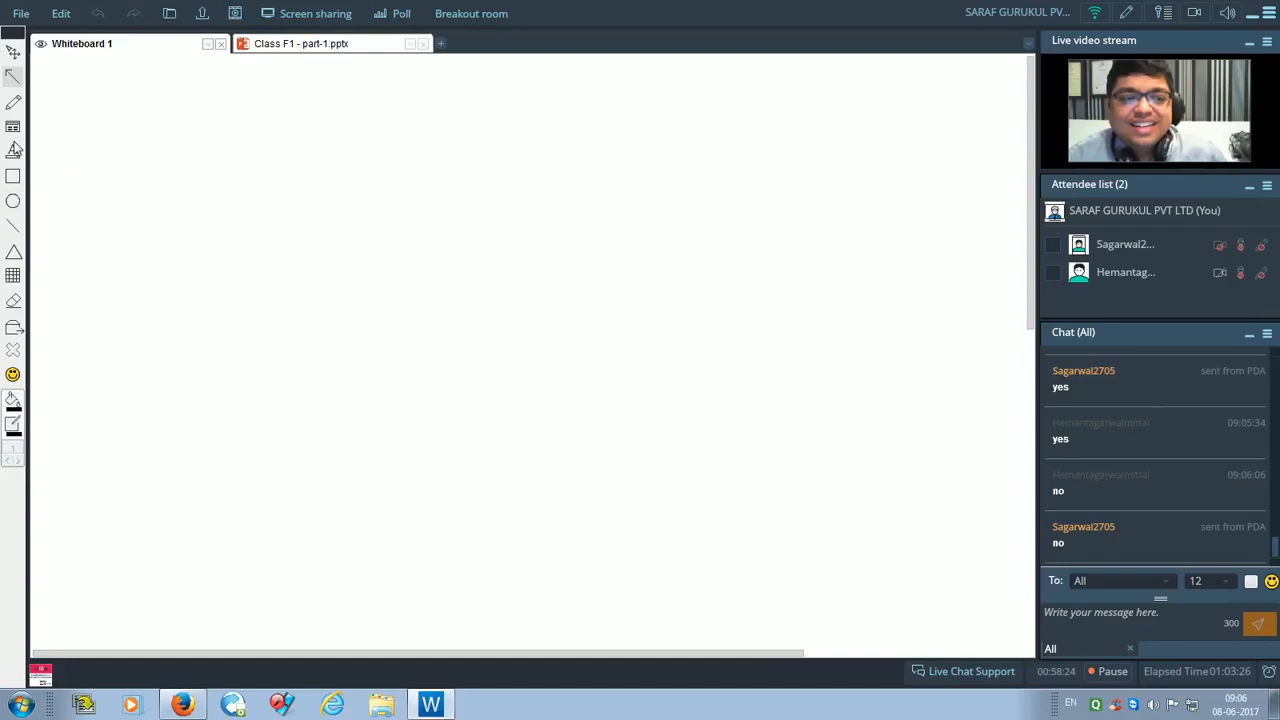 File Edit Screen sharing Poll Breakout room SARAF GURUKUL PV...
Whiteboard 1 Class F1 - part-1.pptx
Live video stream
Attendee list (2)
SARAF GURUKUL PVT LTD (You)
Sagarwal2...
Hemantag...
Chat (All)
Sagarwal2705 sent from PDA
yes
Hemantagarwalmittal 09:05:34
yes
Hemantagarwalmittal 09:06:06
no
Sagarwal2705 sent from PDA
no
To: All 12
Write your message here.
300
All
1
Live Chat Support 00:58:24 Pause Elapsed Time 01:03:26
EN 09:06
08-06-2017